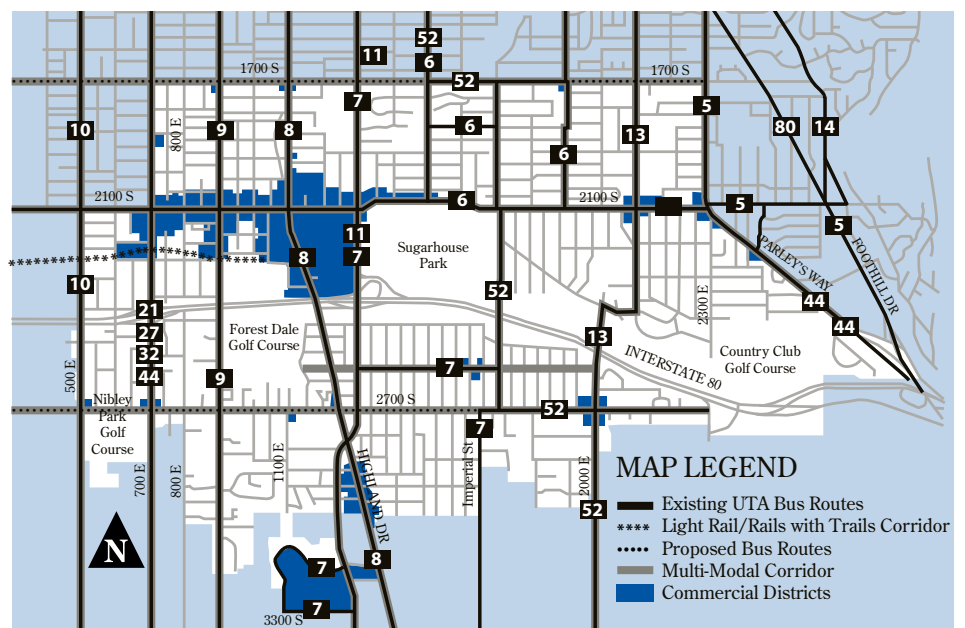 52
11
6
1700 S
52
1700 S
7
5
10
800 E
9
8
6
13
80
14
6
2100 S
6
2100 S
5
11
5
Sugarhouse
Park
8
7
PARLEY'S WAY
FOOTHILL DR
10
52
44
21
2300 E
27
44
Forest Dale
Golf Course
13
32
INTERSTATE 80
Country Club
Golf Course
44
9
7
500 E
Nibley
Park
Golf
Course
2700 S
52
7
700 E
800 E
1100 E
HIGHLAND DR
Imperial St
2000 E
52
N
8
7
7
3300 S
MAP LEGEND
Existing UTA Bus Routes
Light Rail/Rails with Trails Corridor
Proposed Bus Routes
Multi-Modal Corridor
Commercial Districts